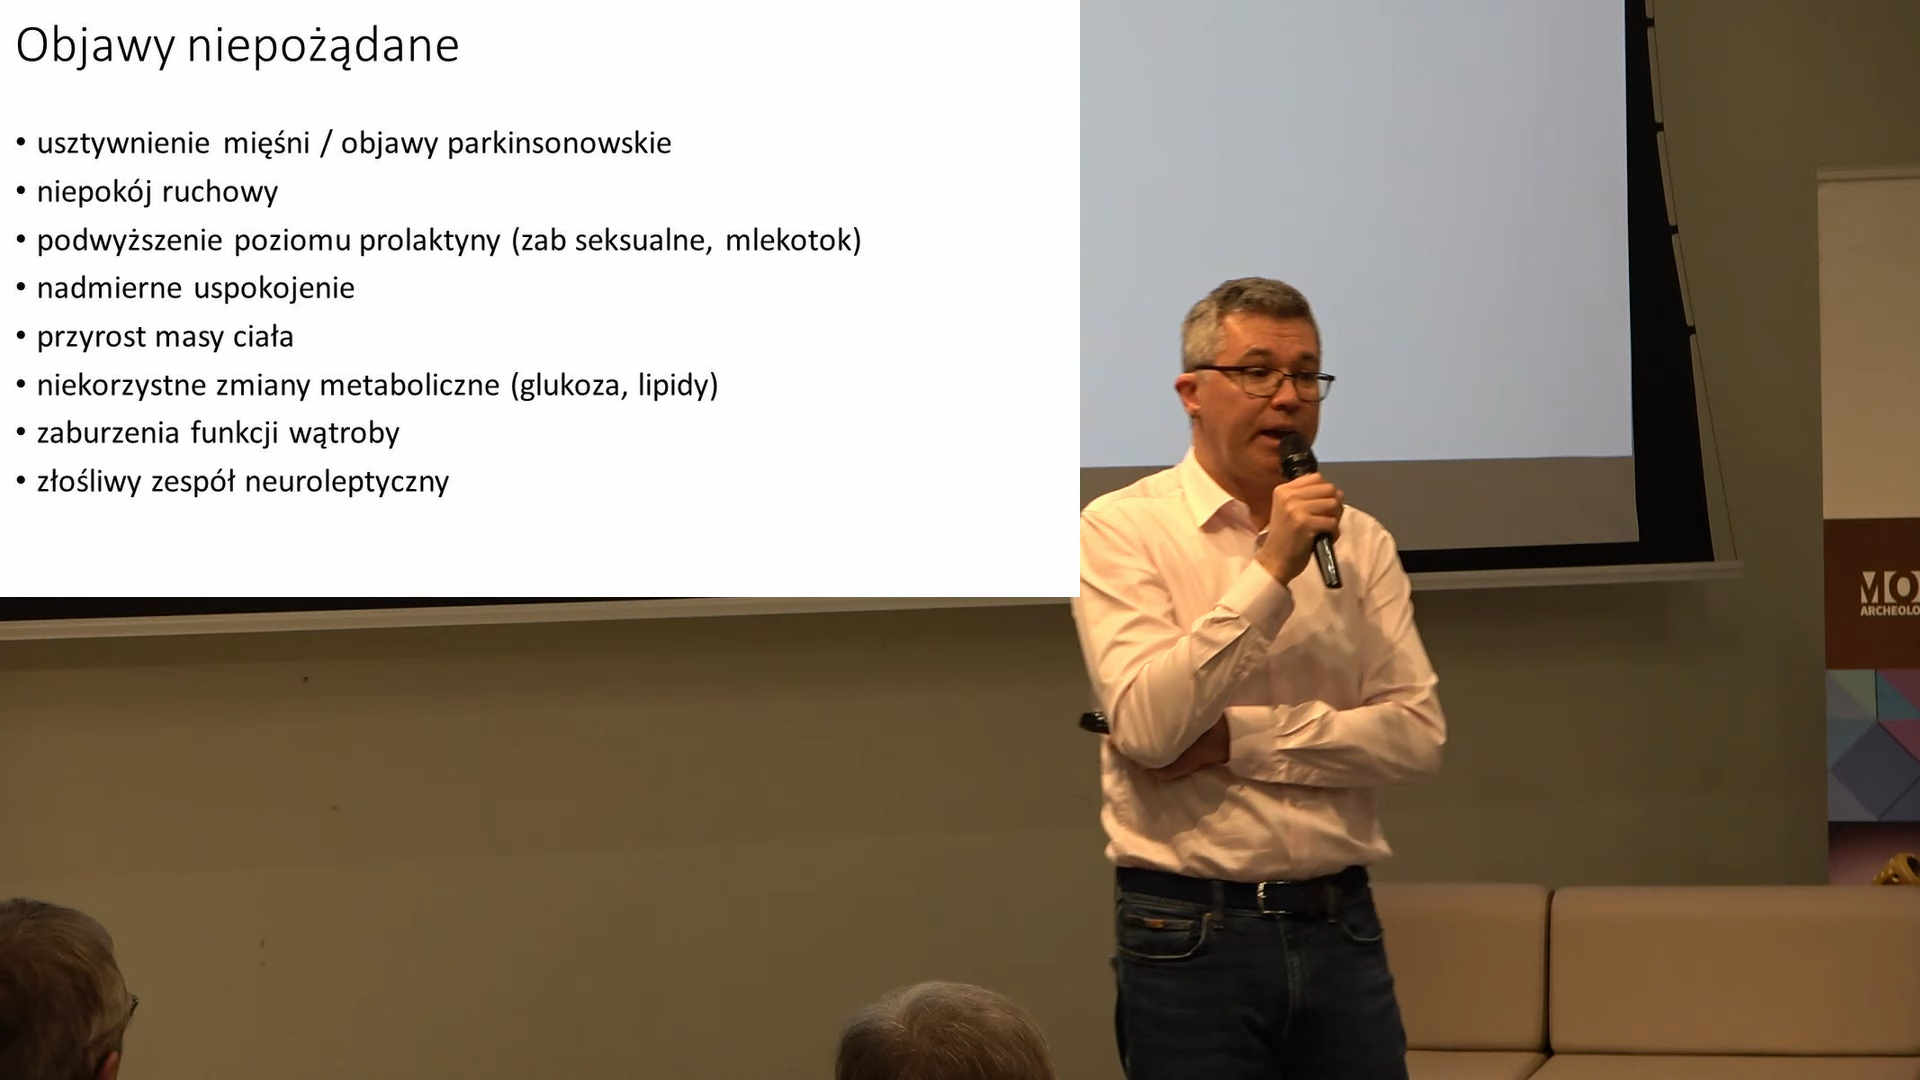 Objawy niepożądane
• usztywnienie mięśni / objawy parkinsonowskie
• niepokój ruchowy
• podwyższenie poziomu prolaktyny (zab seksualne, mlekotok)
• nadmierne uspokojenie
• przyrost masy ciała
• niekorzystne zmiany metaboliczne (glukoza, lipidy)
• zaburzenia funkcji wątroby
• złośliwy zespół neuroleptyczny